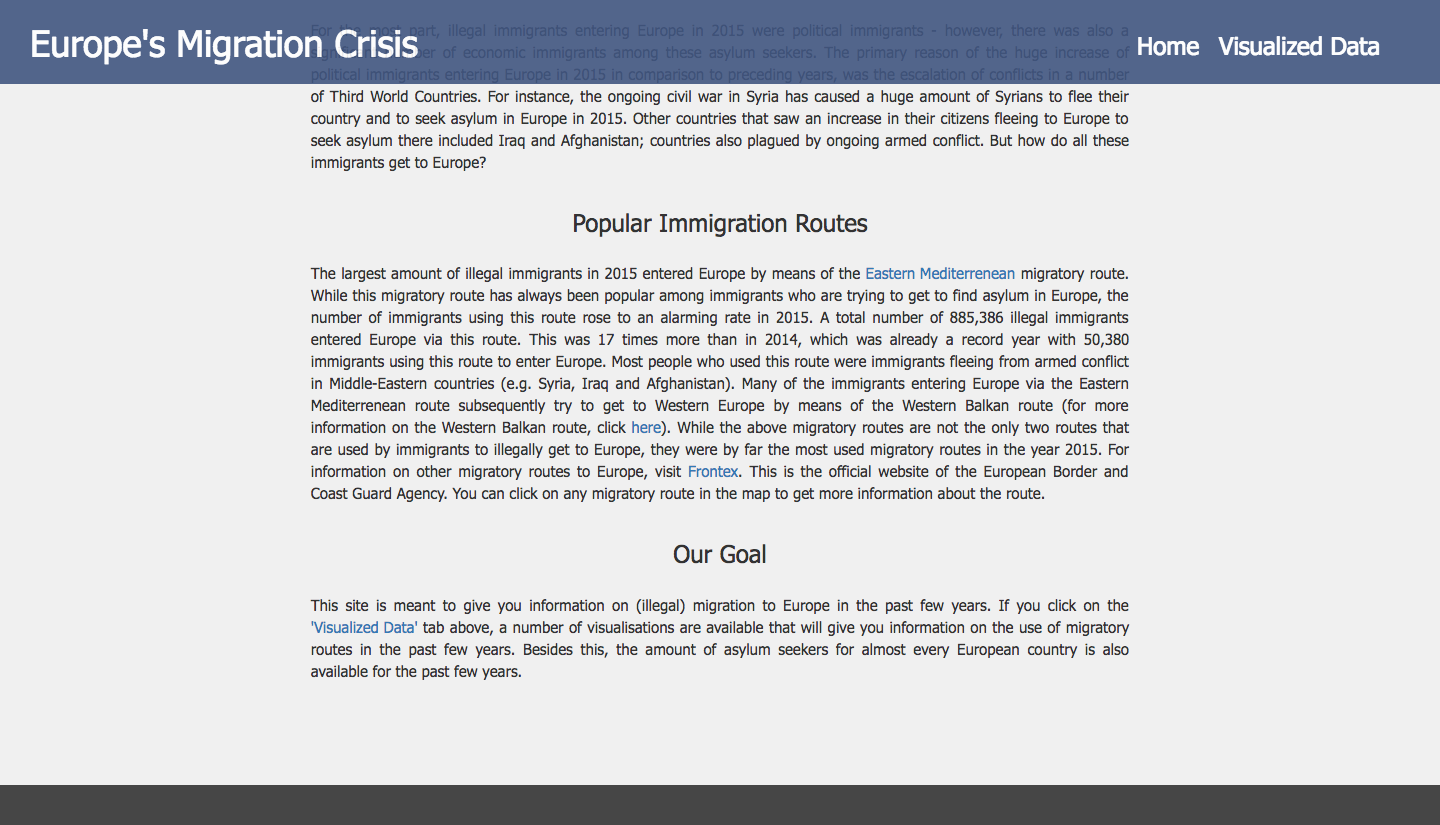 Europe's Migration Crisis
Home Visualized Data
For the most part, illegal immigrants entering Europe in 2015 were political immigrants - however, there was also a
of economic immigrants among these asylum seekers. The primary reason of the huge increase of
political immigrants entering Europe in 2015 in comparison to preceding years, was the escalation of conflicts in a number
of Third World Countries. For instance, the ongoing civil war in Syria has caused a huge amount of Syrians to flee their
country and to seek asylum in Europe in 2015. Other countries that saw an increase in their citizens fleeing to Europe to
seek asylum there included Iraq and Afghanistan; countries also plagued by ongoing armed conflict. But how do all these
immigrants get to Europe?
Popular Immigration Routes
The largest amount of illegal immigrants in 2015 entered Europe by means of the Eastern Mediterrenean migratory route.
While this migratory route has always been popular among immigrants who are trying to get to find asylum in Europe, the
number of immigrants using this route rose to an alarming rate in 2015. A total number of 885,386 illegal immigrants
entered Europe via this route. This was 17 times more than in 2014, which was already a record year with 50,380
immigrants using this route to enter Europe. Most people who used this route were immigrants fleeing from armed conflict
in Middle-Eastern countries (e.g. Syria, Iraq and Afghanistan). Many of the immigrants entering Europe via the Eastern
Mediterrenean route subsequently try to get to Western Europe by means of the Western Balkan route (for more
information on the Western Balkan route, click here). While the above migratory routes are not the only two routes that
are used by immigrants to illegally get to Europe, they were by far the most used migratory routes in the year 2015. For
information on other migratory routes to Europe, visit Frontex. This is the official website of the European Border and
Coast Guard Agency. You can click on any migratory route in the map to get more information about the route.
Our Goal
This site is meant to give you information on (illegal) migration to Europe in the past few years. If you click on the
'Visualized Data' tab above, a number of visualisations are available that will give you information on the use of migratory
routes in the past few years. Besides this, the amount of asylum seekers for almost every European country is also
available for the past few years.